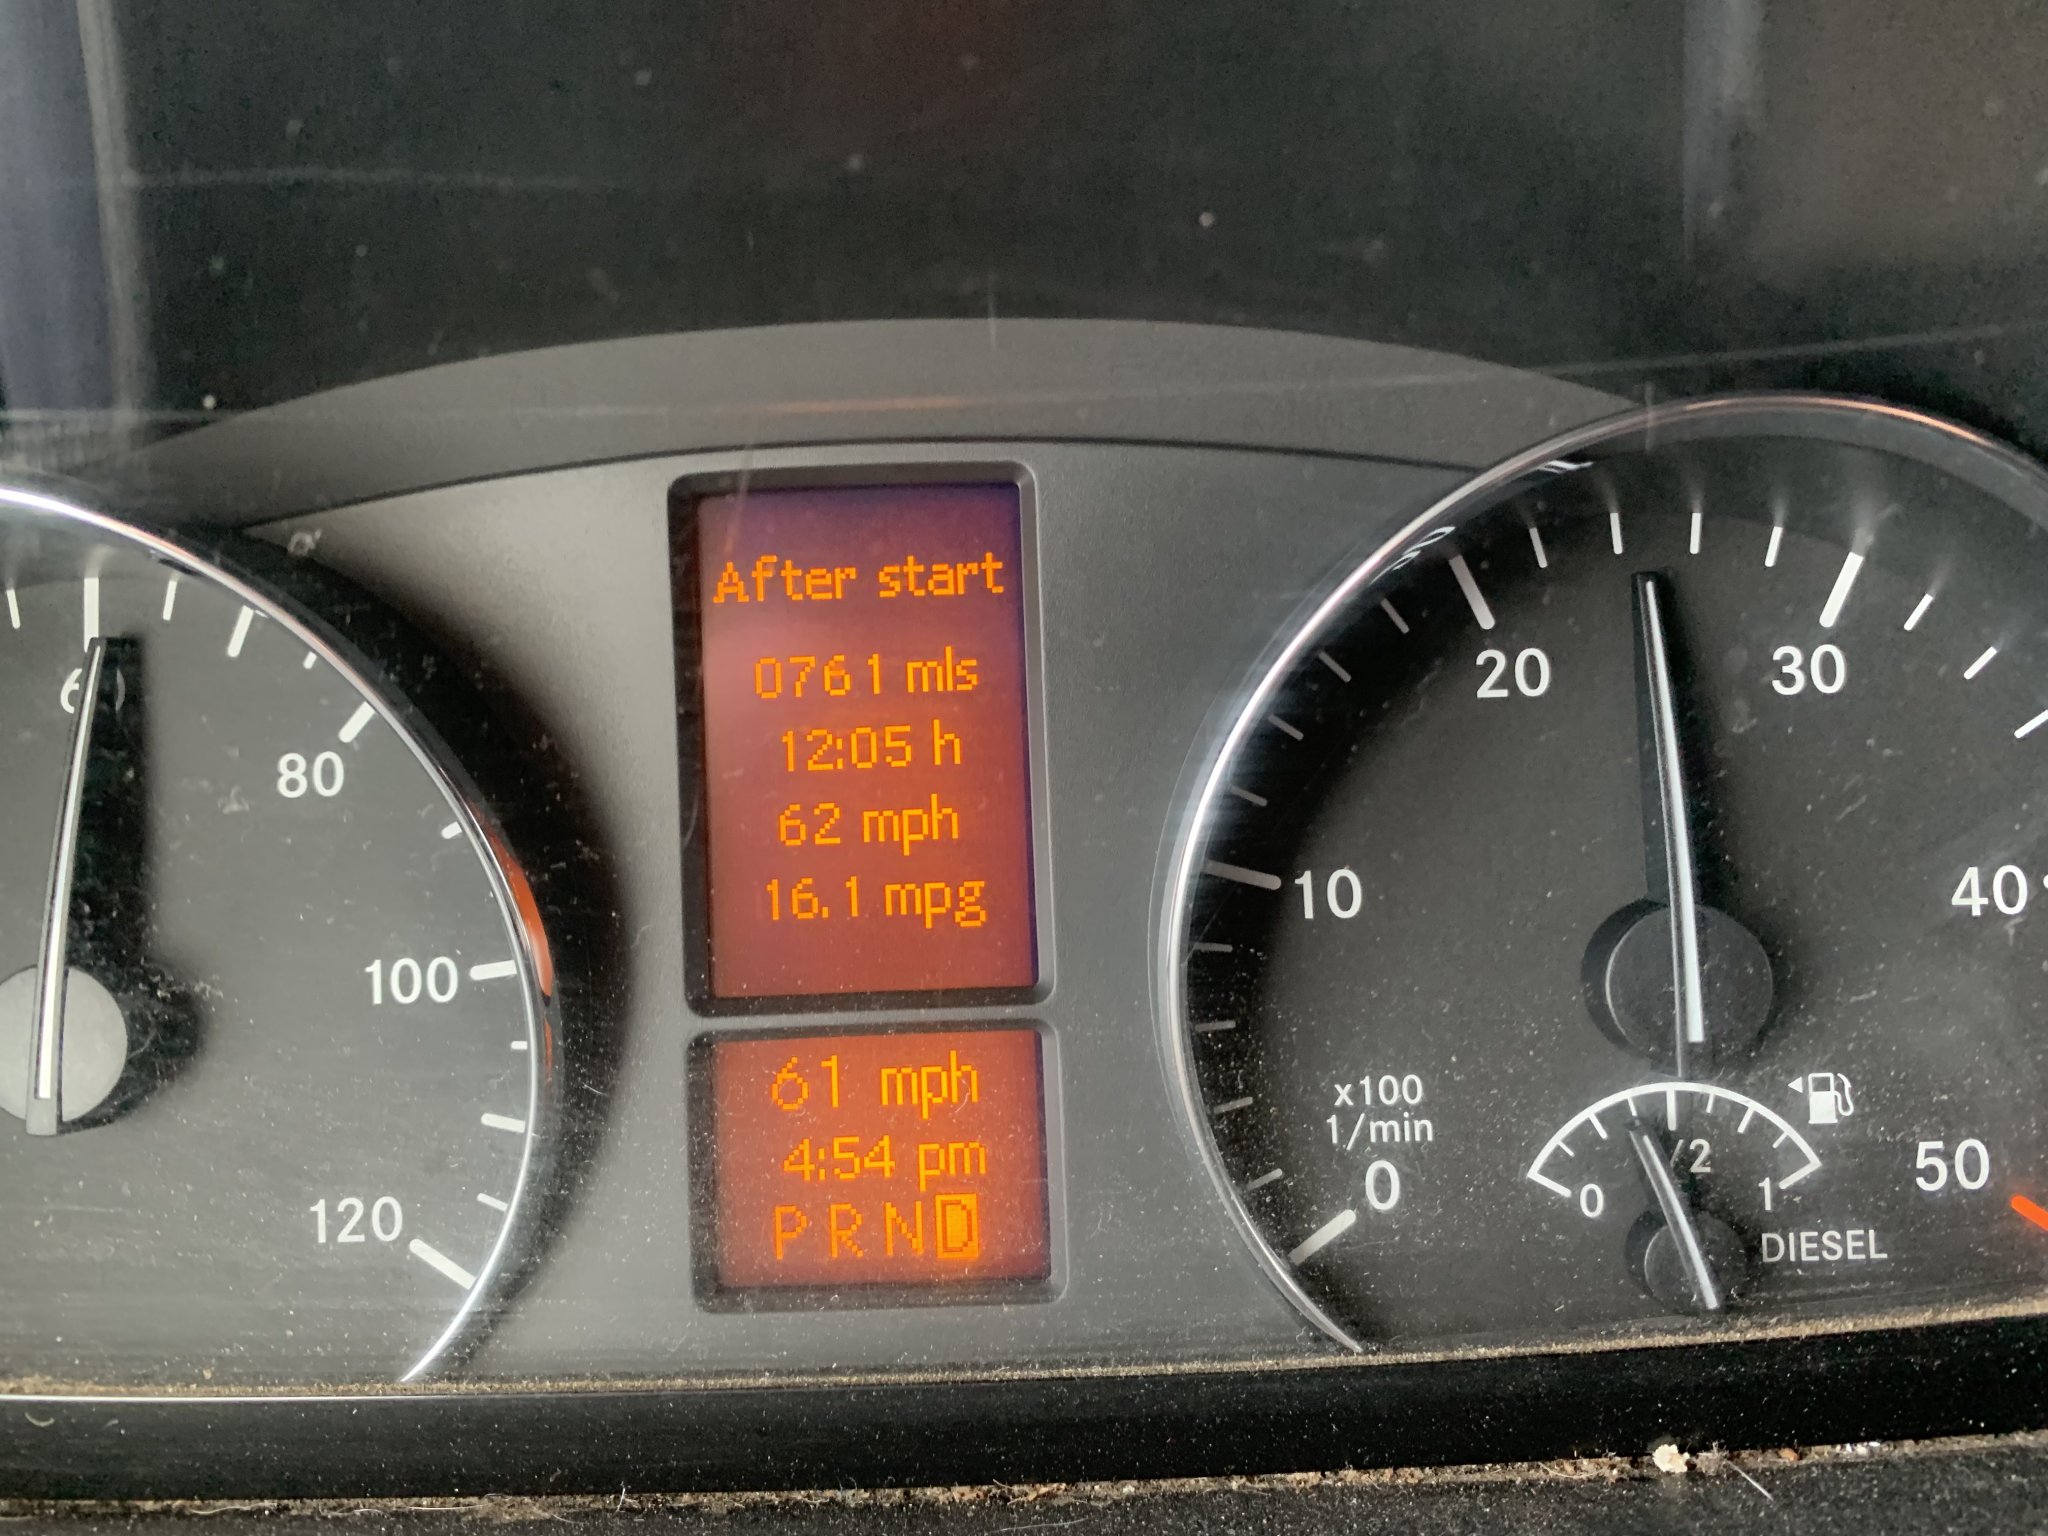 After start
0761 mls
12:05 h
62 mph
16.1 mpg
61 mph
4:54 pm
P R N D
80
100
120
0
10
20
30
40
50
x100
1/min
0
/2
1
DIESEL